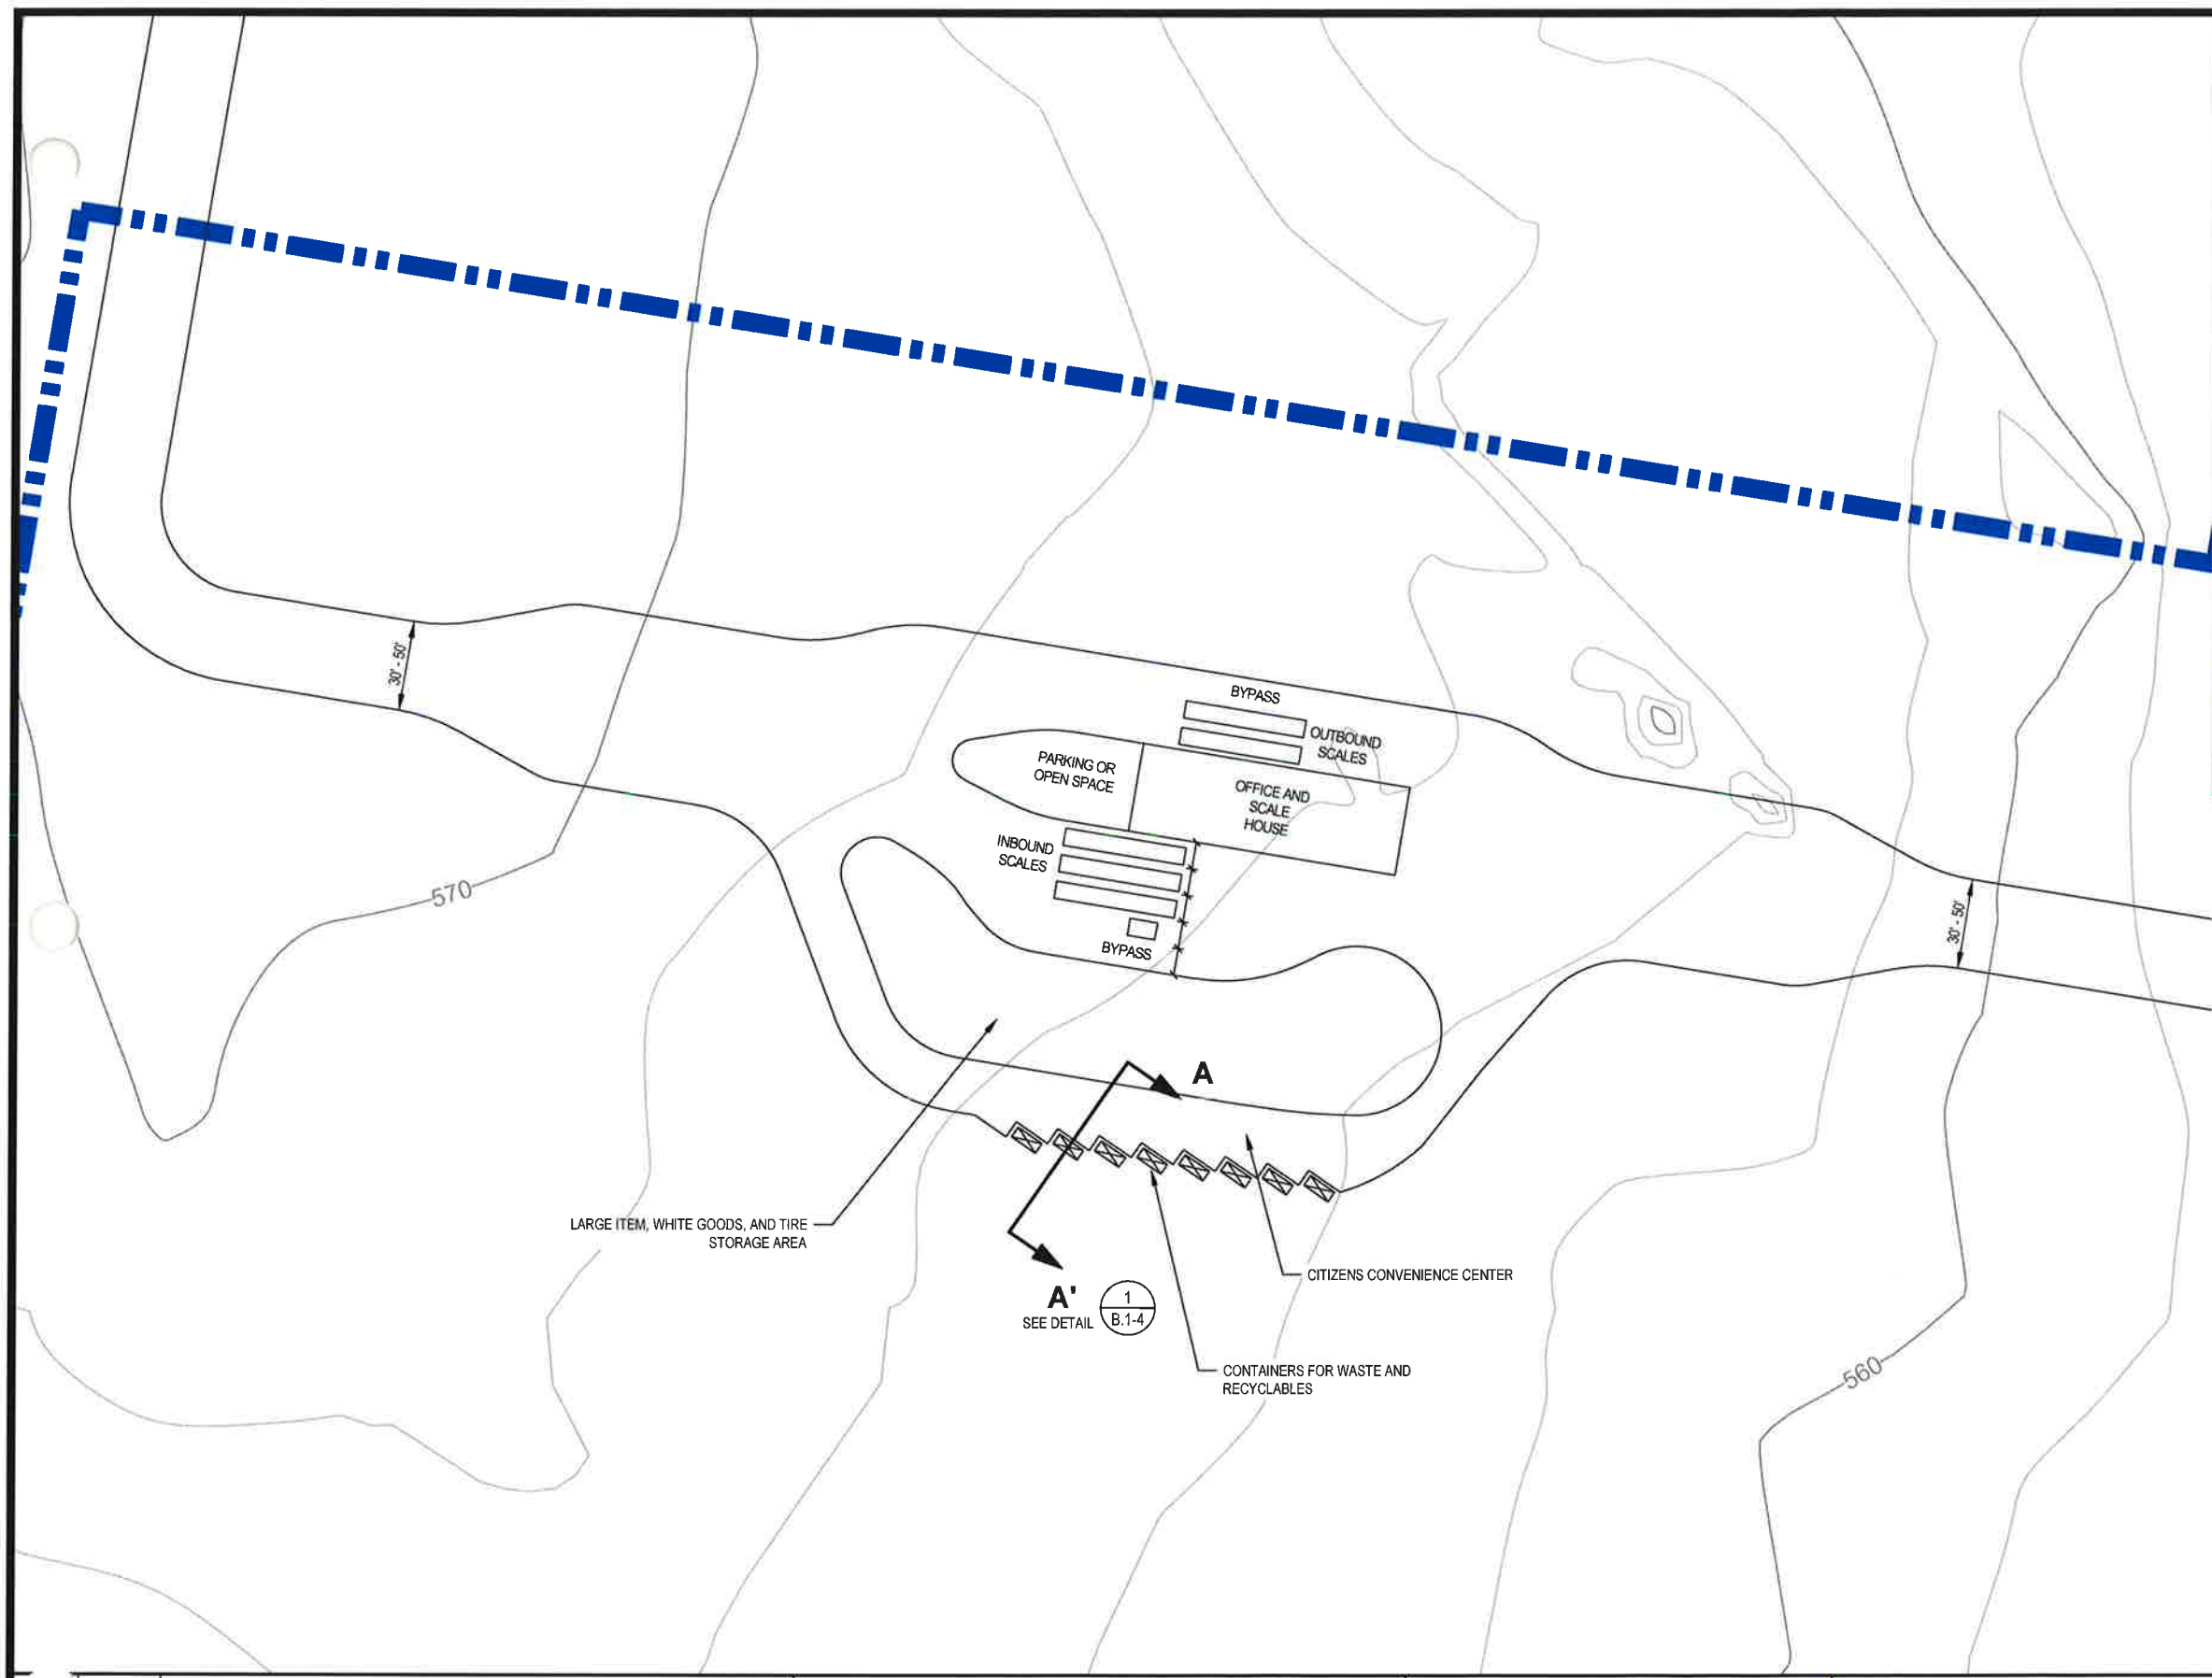 30' - 50'
BYPASS
OUTBOUND
SCALES
PARKING OR
OPEN SPACE
OFFICE AND
SCALE
HOUSE
INBOUND
SCALES
BYPASS
570
30' - 50'
A
LARGE ITEM, WHITE GOODS, AND TIRE
STORAGE AREA
CITIZENS CONVENIENCE CENTER
A'
SEE DETAIL
1
B.1-4
CONTAINERS FOR WASTE AND
RECYCLABLES
560